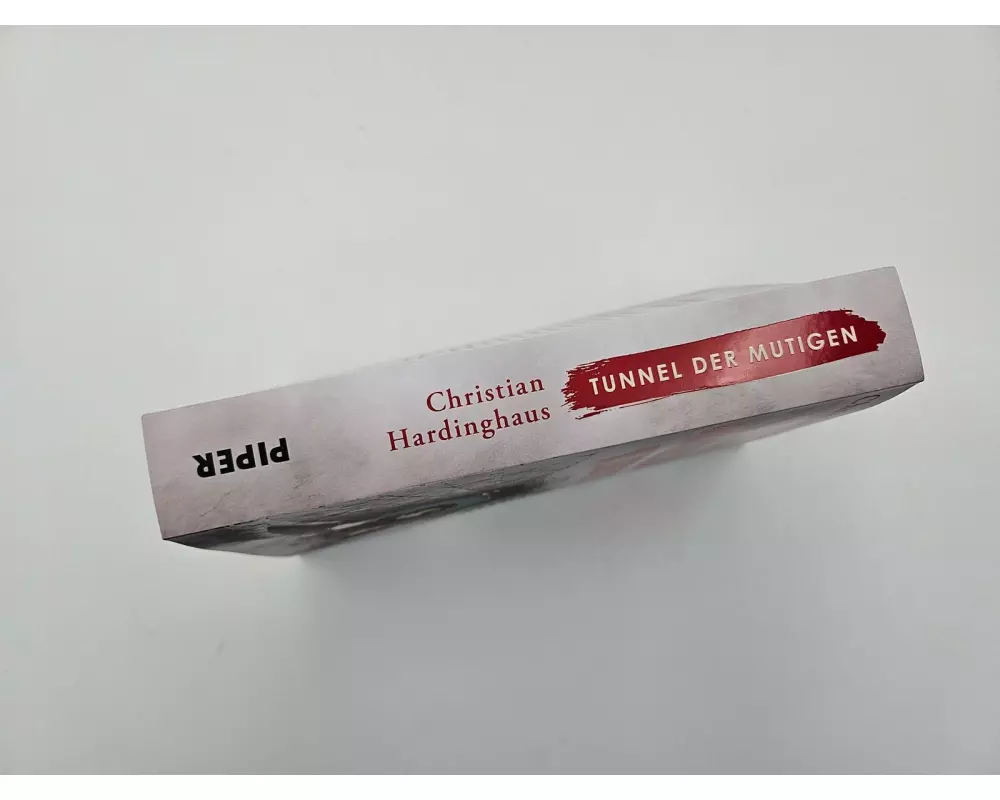 Christian
Hardinghaus
TUNNEL DER MUTIGEN
PIPER